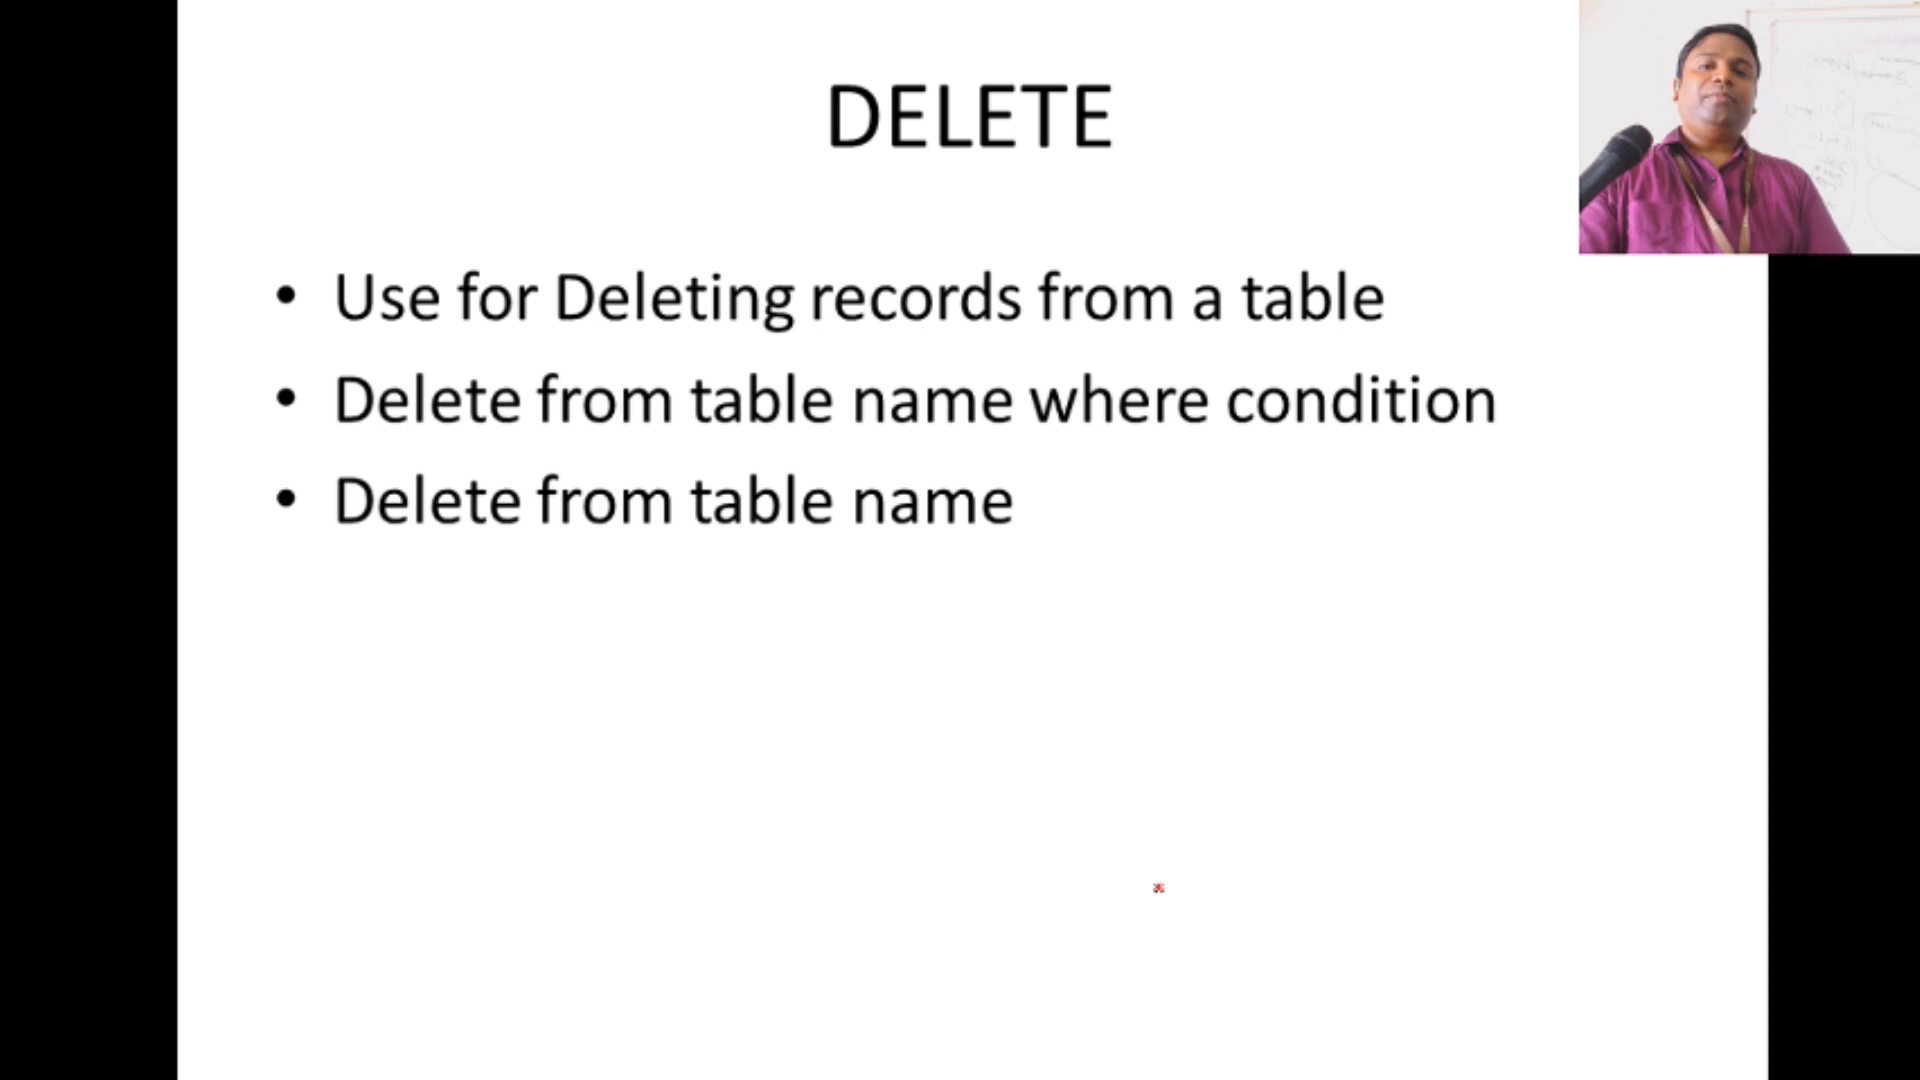 DELETE
• Use for Deleting records from a table
• Delete from table name where condition
• Delete from table name